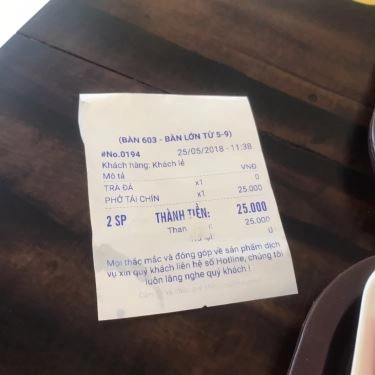 (BÀN 603 - BÀN LỚN TỪ 5-9)
#No.0194 25/05/2018 - 11:38
Khách hàng: Khách lẻ
Mô tả VNĐ
TRÀ ĐÁ x1 0
PHỞ TÁI CHÍN x1 25.000
2 SP THÀNH TIỀN: 25.000
Than 25.000
0
Mọi thắc mắc và đóng góp về sản phẩm dịch
vụ xin quý khách liên hệ số Hotline, chúng tôi
luôn lắng nghe quý khách !